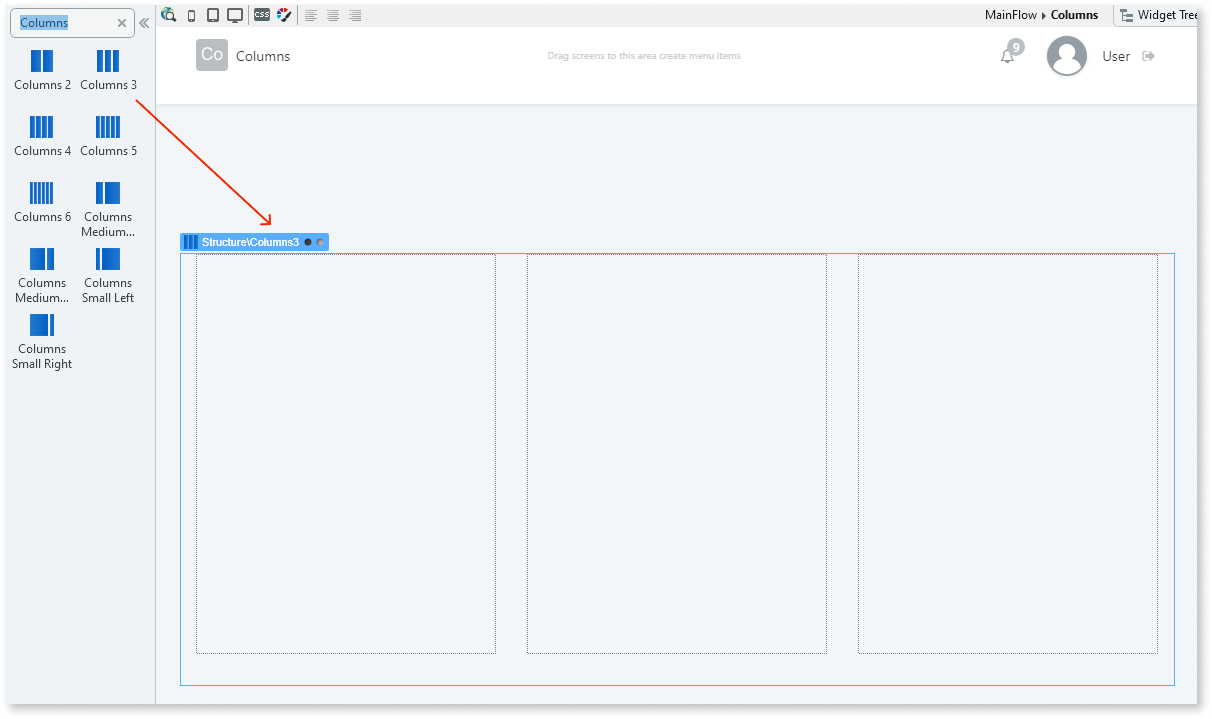 Columns
Columns 2
Columns 3
Columns 4
Columns 5
Columns 6
Columns
Medium...
Columns
Medium...
Columns
Small Left
Columns
Small Right
css
MainFlow
Columns
Widget Tree
Co
Columns
Drag screens to this area create menu items
9
User
Structure\Columns3